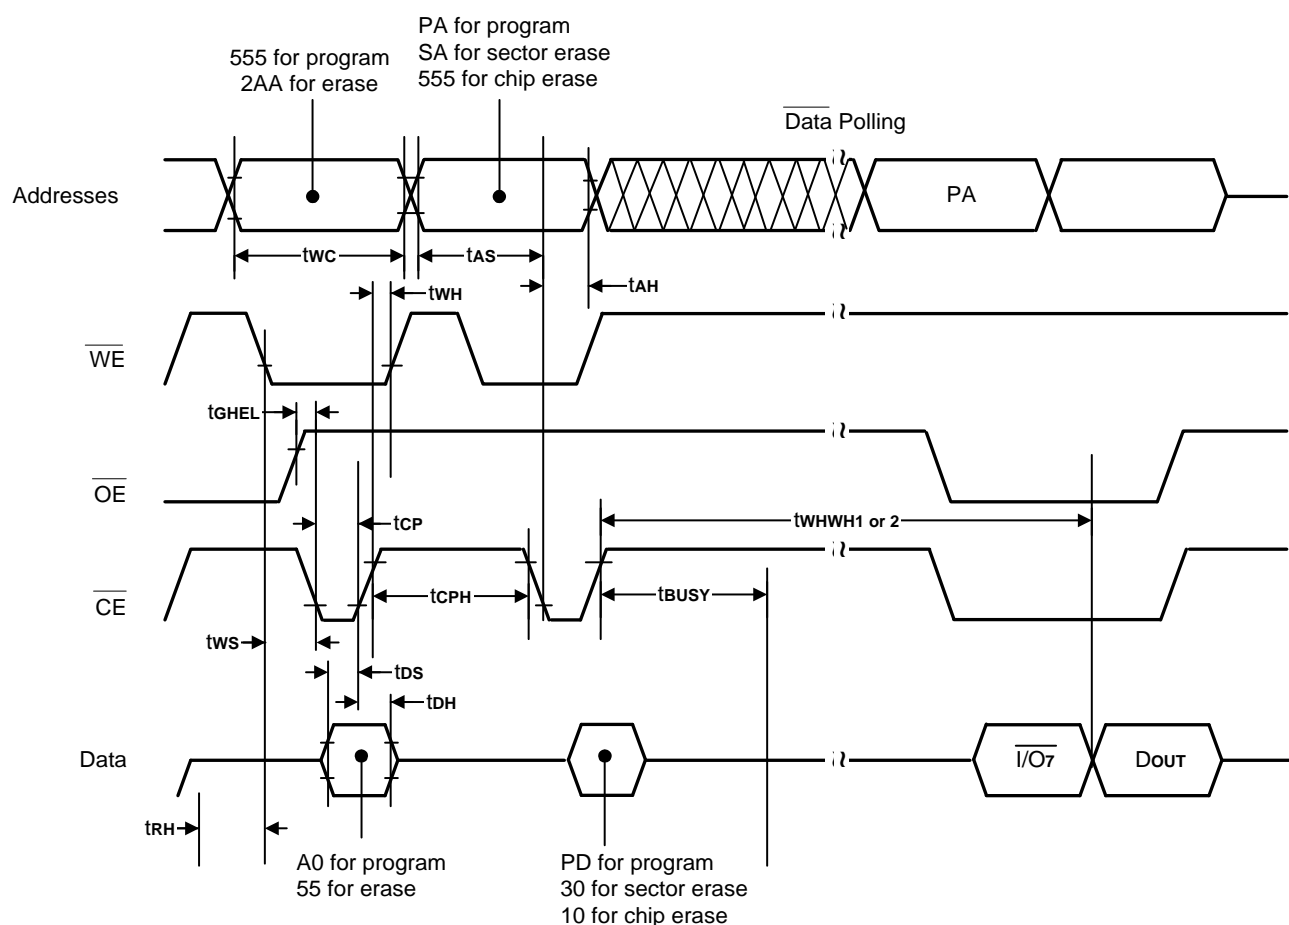 PA for program
SA for sector erase
555 for chip erase
555 for program
2AA for erase
Data Polling
Addresses
PA
tWC
tAS
tWH
tAH
WE
tGHEL
OE
tCP
tWHWH1 or 2
CE
tCPH
tBUSY
tWS
tDS
tDH
Data
I/O7
DOUT
tRH
A0 for program
55 for erase
PD for program
30 for sector erase
10 for chip erase